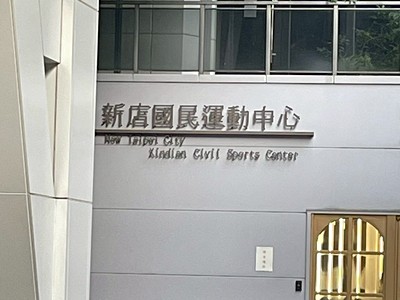 新店國民運動中心
New Taipei City
Xindian Civil Sports Center